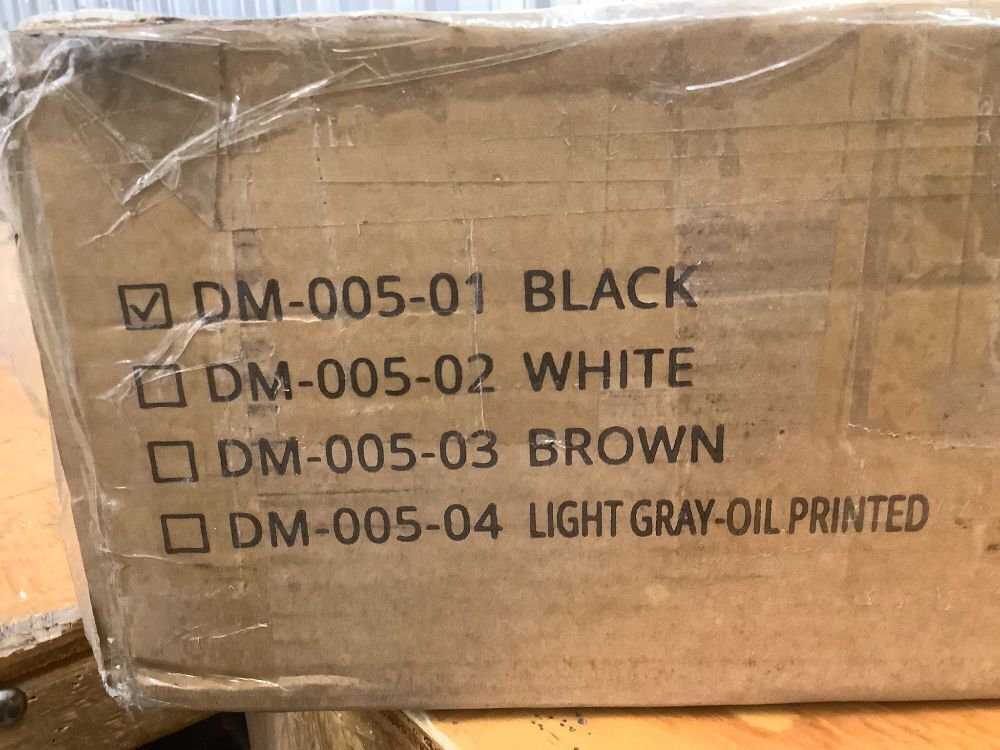 ☑ DM-005-01 BLACK
☐ DM-005-02 WHITE
☐ DM-005-03 BROWN
☐ DM-005-04 LIGHT GRAY-OIL PRINTED